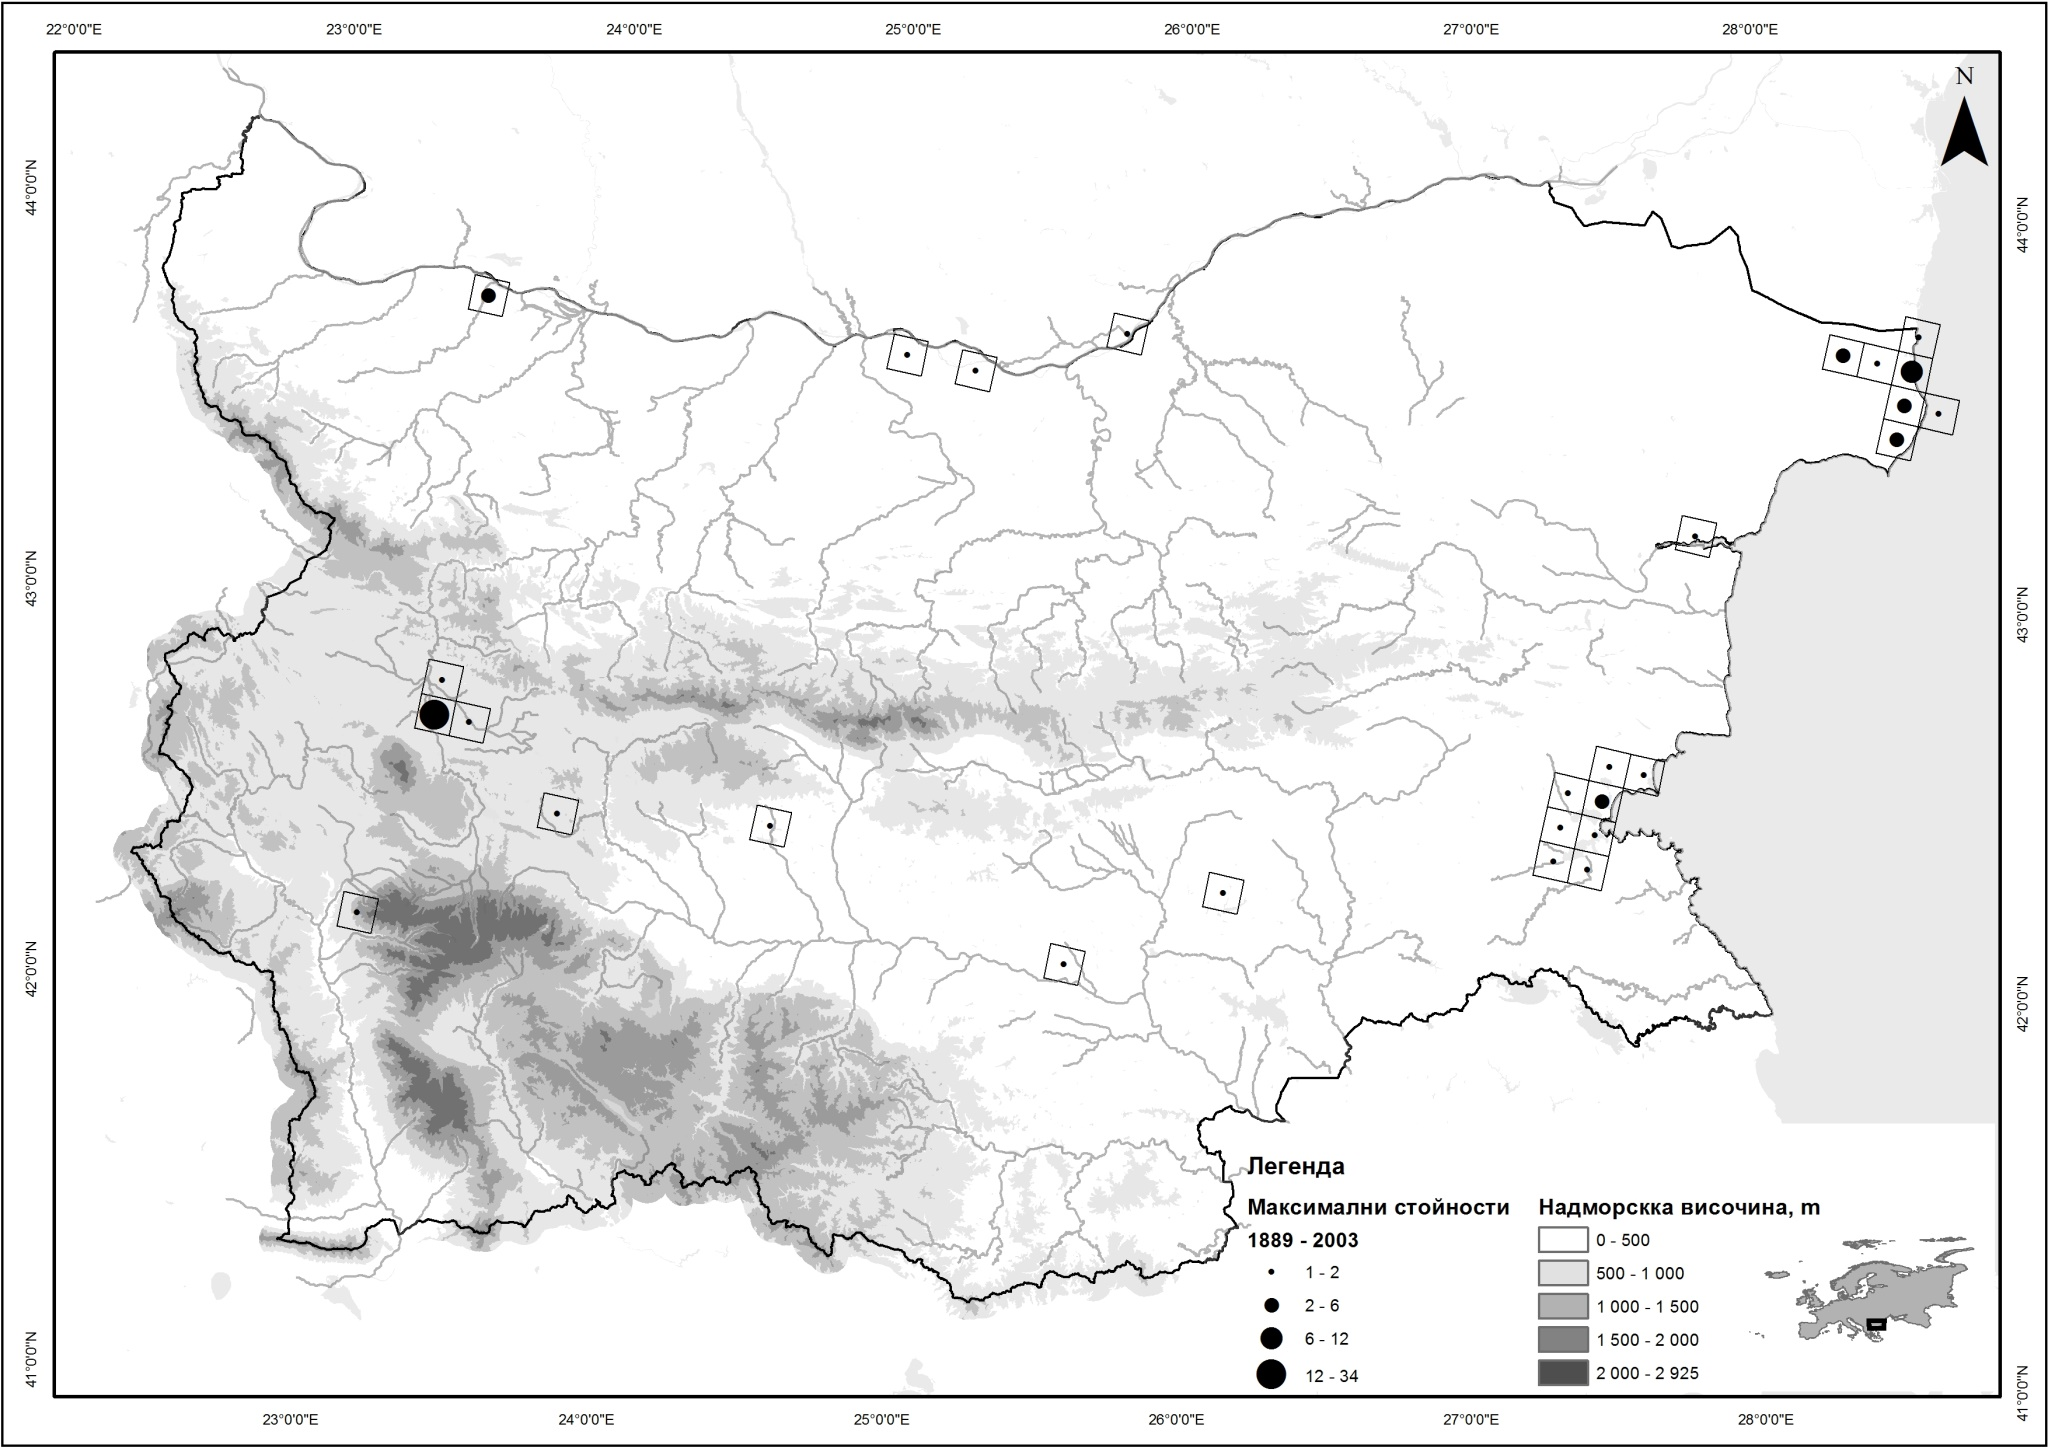 22°0'0"E 23°0'0"E 24°0'0"E 25°0'0"E 26°0'0"E 27°0'0"E 28°0'0"E
N
44°0'0"N
44°0'0"N
43°0'0"N
43°0'0"N
42°0'0"N
42°0'0"N
41°0'0"N
41°0'0"N
Легенда
Максимални стойности
1889 - 2003
1 - 2
2 - 6
6 - 12
12 - 34
Надморскка височина, m
0 - 500
500 - 1 000
1 000 - 1 500
1 500 - 2 000
2 000 - 2 925
23°0'0"E 24°0'0"E 25°0'0"E 26°0'0"E 27°0'0"E 28°0'0"E